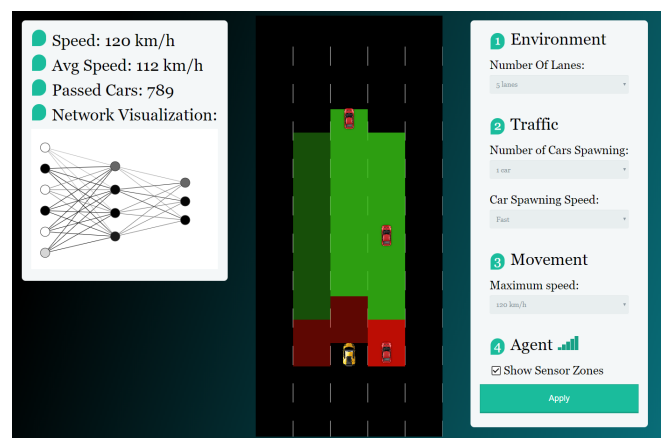 Speed: 120 km/h
Avg Speed: 112 km/h
Passed Cars: 789
Network Visualization:
1 Environment
Number Of Lanes:
5 lanes
2 Traffic
Number of Cars Spawning:
1 car
Car Spawning Speed:
Fast
3 Movement
Maximum speed:
120 km/h
4 Agent
Show Sensor Zones
Apply